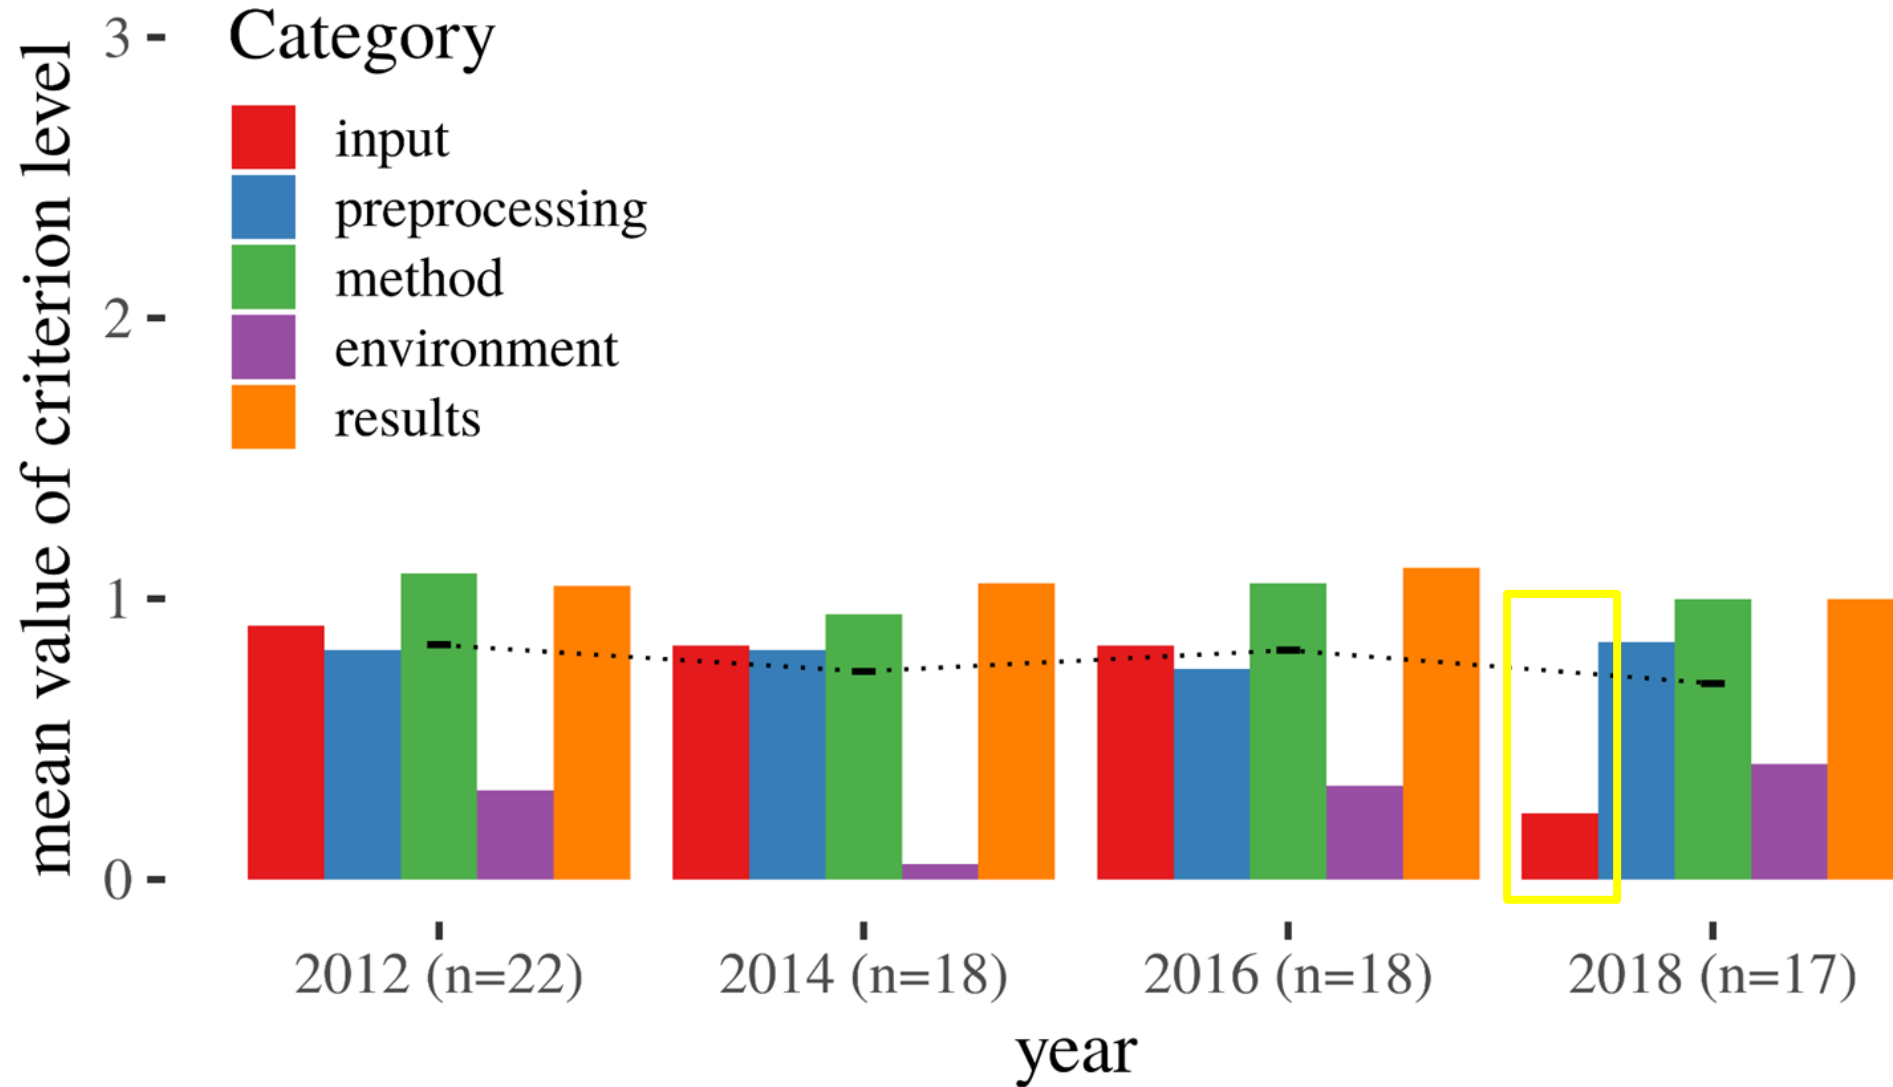 mean value of criterion level
3
2
1
0
Category
input
preprocessing
method
environment
results
2012 (n=22)
2014 (n=18)
2016 (n=18)
2018 (n=17)
year